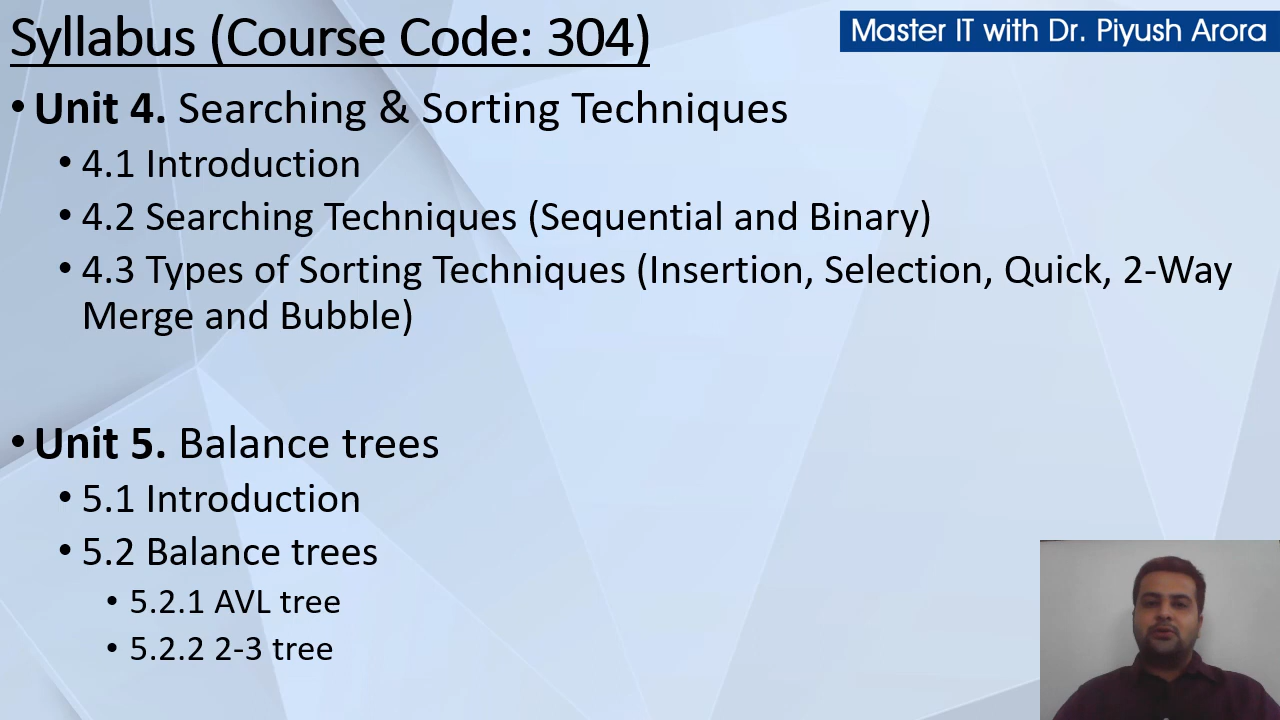 Syllabus (Course Code: 304)
Master IT with Dr. Piyush Arora
• Unit 4. Searching & Sorting Techniques
• 4.1 Introduction
• 4.2 Searching Techniques (Sequential and Binary)
• 4.3 Types of Sorting Techniques (Insertion, Selection, Quick, 2-Way
Merge and Bubble)
• Unit 5. Balance trees
• 5.1 Introduction
• 5.2 Balance trees
• 5.2.1 AVL tree
• 5.2.2 2-3 tree